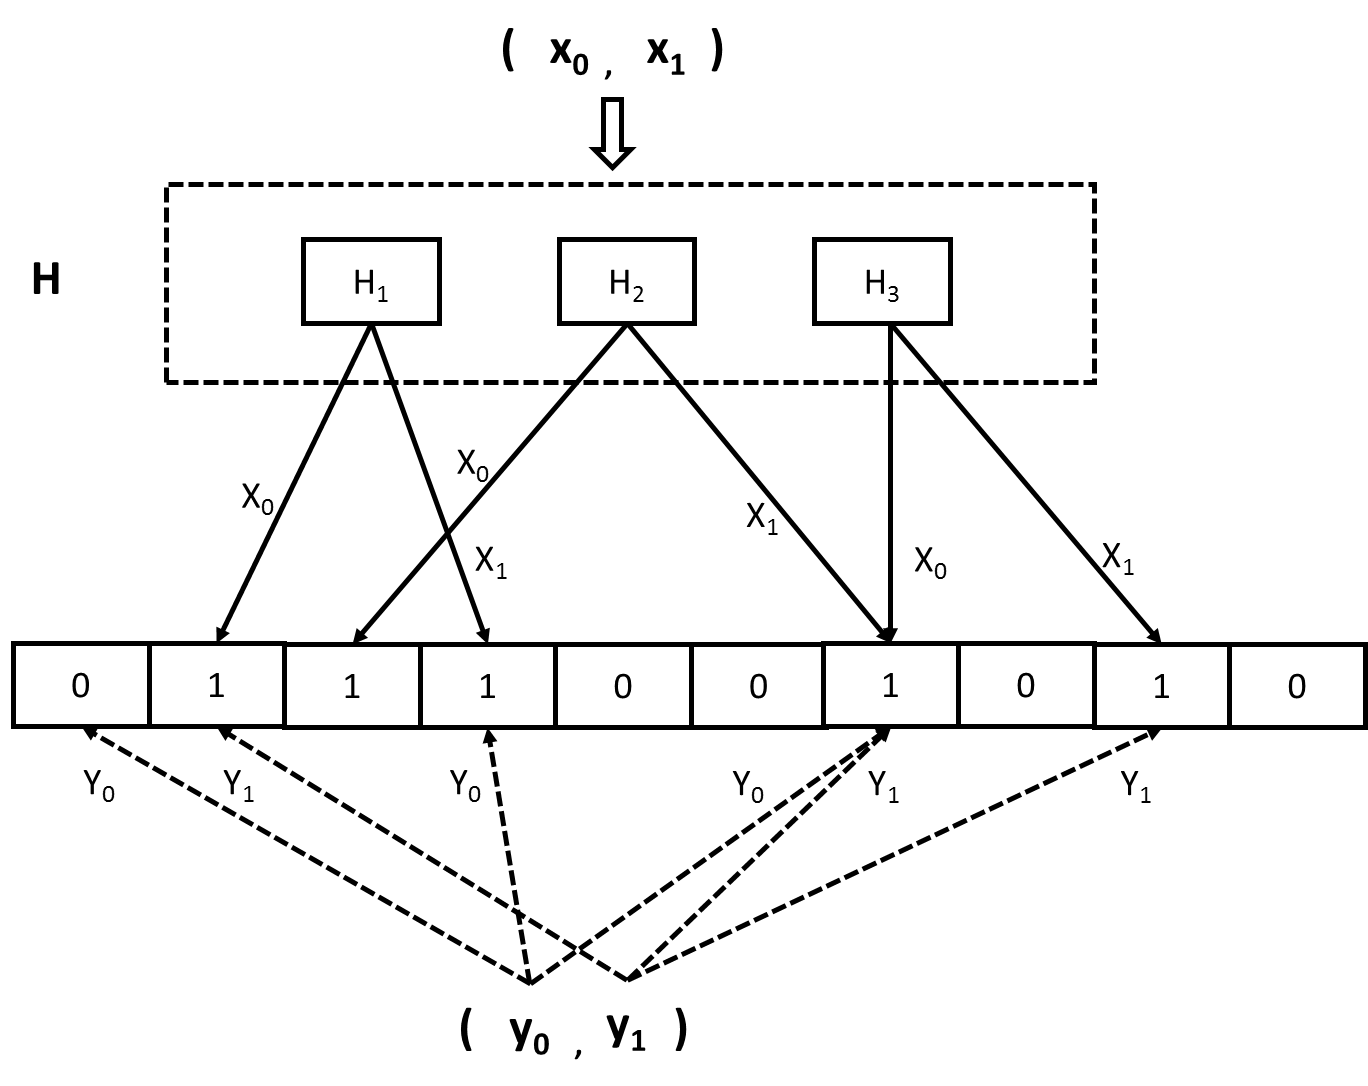 ( x₀ , x₁ )
H
H₁ H₂ H₃
X₀
X₀
X₁
X₁
X₀
X₁
0 1 1 1 0 0 1 0 1 0
Y₀ Y₁ Y₀ Y₀ Y₁ Y₁
( y₀ , y₁ )